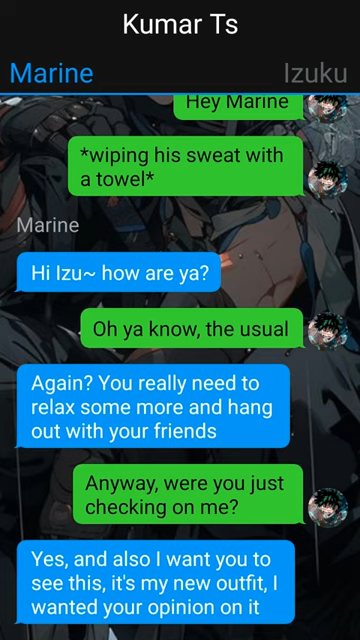 Kumar Ts
Marine
Izuku
Hey Marine
*wiping his sweat with
a towel*
Marine
Hi Izu~ how are ya?
Oh ya know, the usual
Again? You really need to
relax some more and hang
out with your friends
Anyway, were you just
checking on me?
Yes, and also I want you to
see this, it's my new outfit, I
wanted your opinion on it